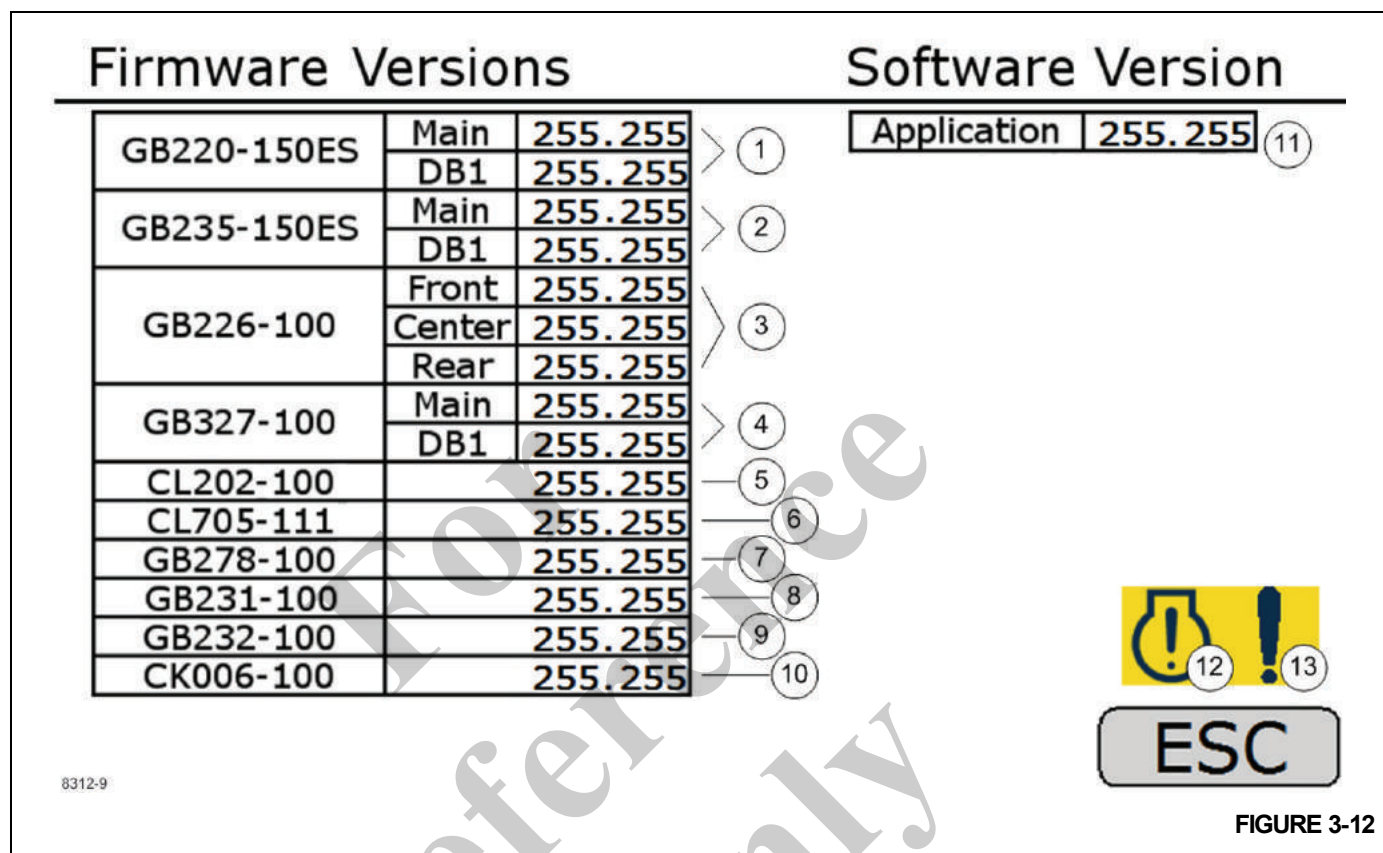 Firmware Versions Software Version
GB220-150ES Main 255.255 1 Application 255.255 11
DB1 255.255
GB235-150ES Main 255.255 2
DB1 255.255
GB226-100 Front 255.255
Center 255.255 3
Rear 255.255
GB327-100 Main 255.255 4
DB1 255.255
CL202-100 255.255 5
CL705-111 255.255 6
GB278-100 255.255 7
GB231-100 255.255 8
GB232-100 255.255 9
CK006-100 255.255 10
12 13
ESC
8312-9
FIGURE 3-12
For
Reference
Only